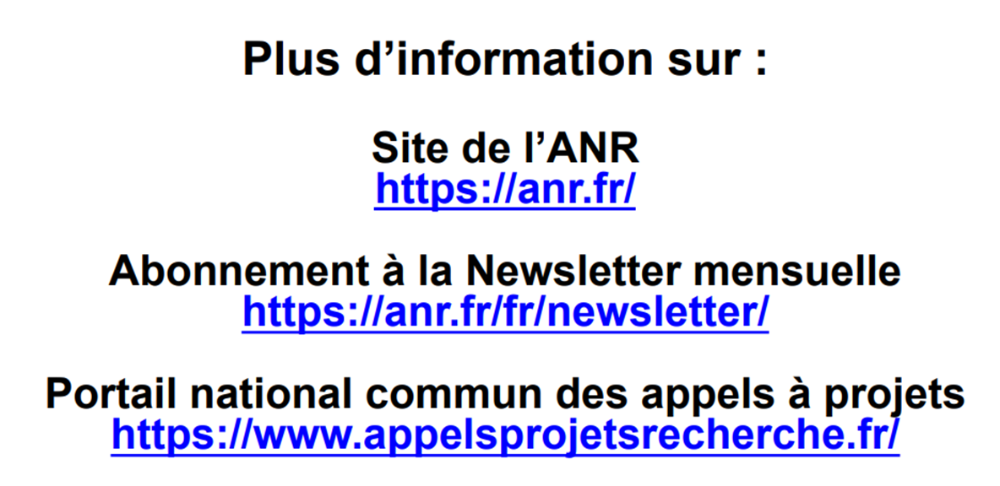 Plus d’information sur :
Site de l’ANR
https://anr.fr/
Abonnement à la Newsletter mensuelle
https://anr.fr/fr/newsletter/
Portail national commun des appels à projets
https://www.appelsprojetsrecherche.fr/